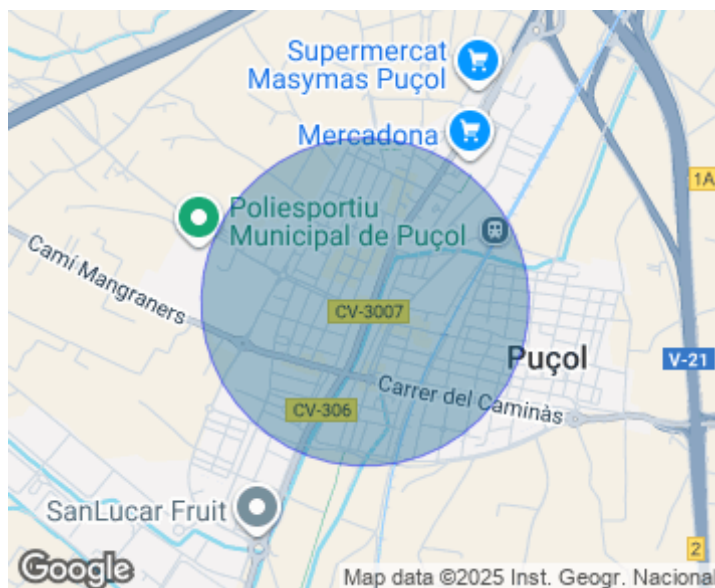 Supermercat
Masymas Puçol
Mercadona
1A
Poliesportiu
Municipal de Puçol
Camí Mangraners
CV-3007
Puçol
V-21
Carrer del Caminàs
CV-306
SanLucar Fruit
2
Google
Map data ©2025 Inst. Geogr. Nacional